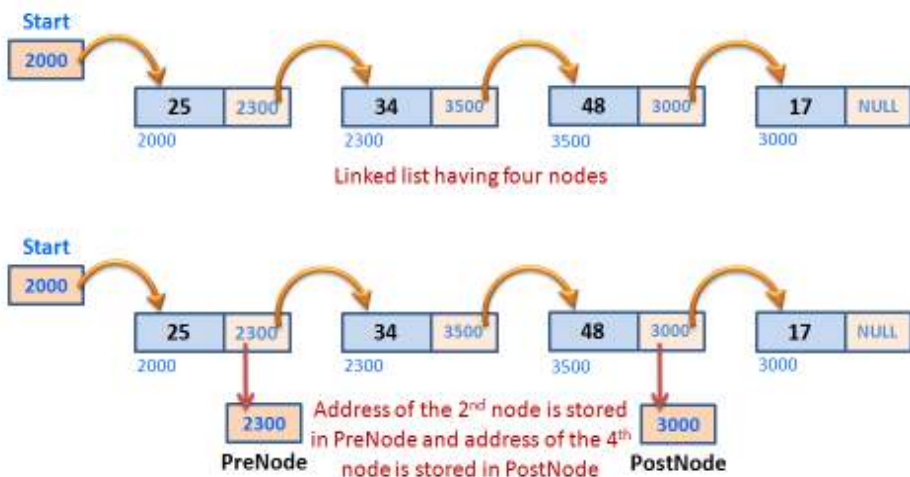 Start
2000
25 2300 34 3500 48 3000 17 NULL
2000 2300 3500 3000
Linked list having four nodes
Start
2000
25 2300 34 3500 48 3000 17 NULL
2000 2300 3500 3000
2300 Address of the 2nd node is stored 3000
PreNode in PreNode and address of the 4th PostNode
node is stored in PostNode